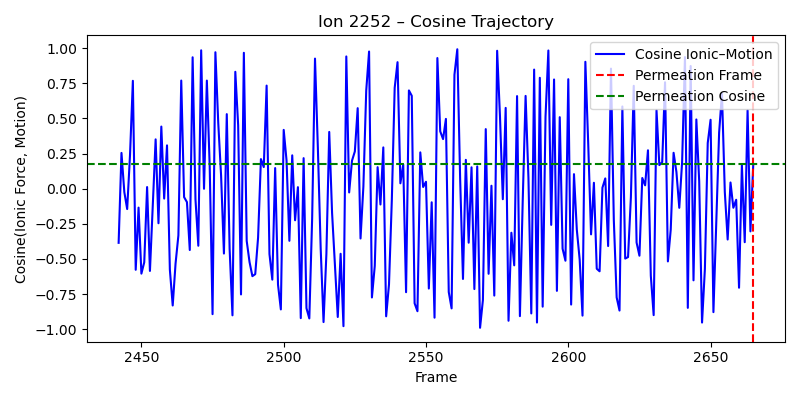 Ion 2252 – Cosine Trajectory
Cosine Ionic–Motion
Permeation Frame
Permeation Cosine
Cosine(Ionic Force, Motion)
1.00
0.75
0.50
0.25
0.00
−0.25
−0.50
−0.75
−1.00
2450
2500
2550
2600
2650
Frame